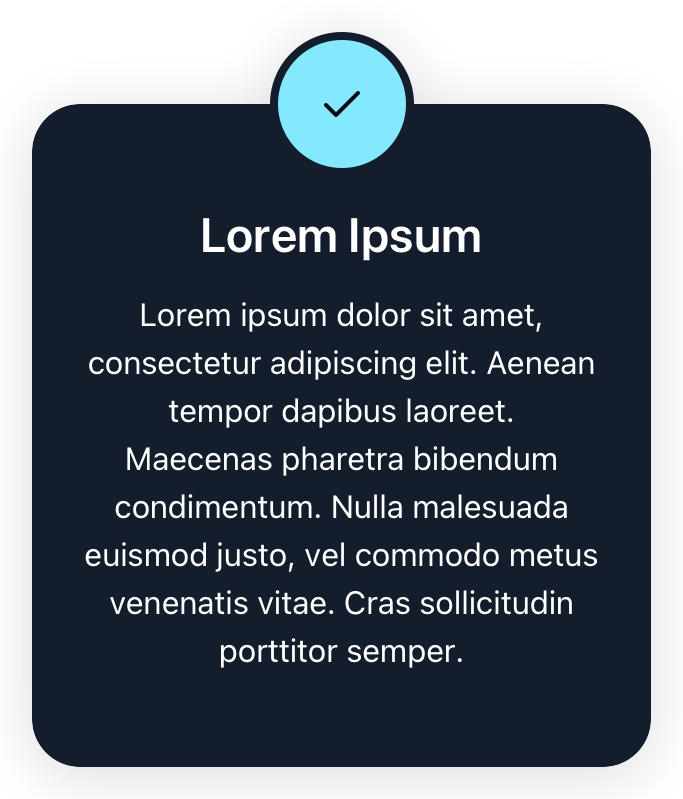 Lorem Ipsum
Lorem ipsum dolor sit amet,
consectetur adipiscing elit. Aenean
tempor dapibus laoreet.
Maecenas pharetra bibendum
condimentum. Nulla malesuada
euismod justo, vel commodo metus
venenatis vitae. Cras sollicitudin
porttitor semper.